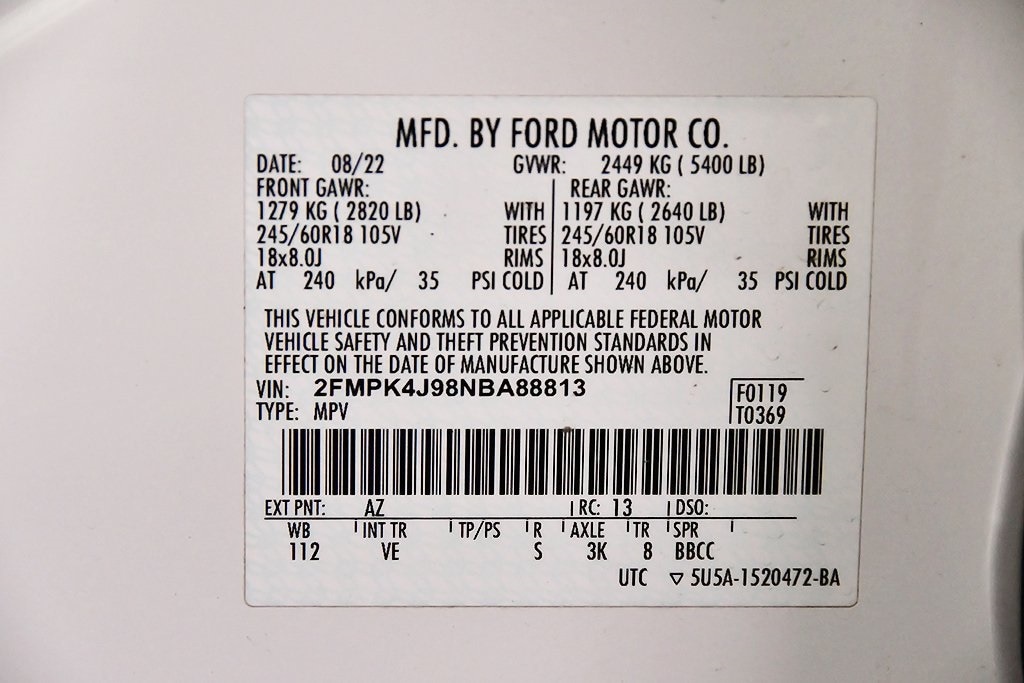 MFD. BY FORD MOTOR CO.
DATE: 08/22 GVWR: 2449 KG ( 5400 LB)
FRONT GAWR: REAR GAWR:
1279 KG ( 2820 LB) WITH 1197 KG ( 2640 LB) WITH
245/60R18 105V TIRES 245/60R18 105V TIRES
18x8.0J RIMS 18x8.0J RIMS
AT 240 kPa/ 35 PSI COLD AT 240 kPa/ 35 PSI COLD
THIS VEHICLE CONFORMS TO ALL APPLICABLE FEDERAL MOTOR
VEHICLE SAFETY AND THEFT PREVENTION STANDARDS IN
EFFECT ON THE DATE OF MANUFACTURE SHOWN ABOVE.
VIN: 2FMPK4J98NBA88813 F0119
TYPE: MPV T0369
EXT PNT: AZ RC: 13 DSO:
WB INT TR TP/PS R AXLE TR SPR
112 VE S 3K 8 BBCC
UTC ▽ 5U5A-1520472-BA